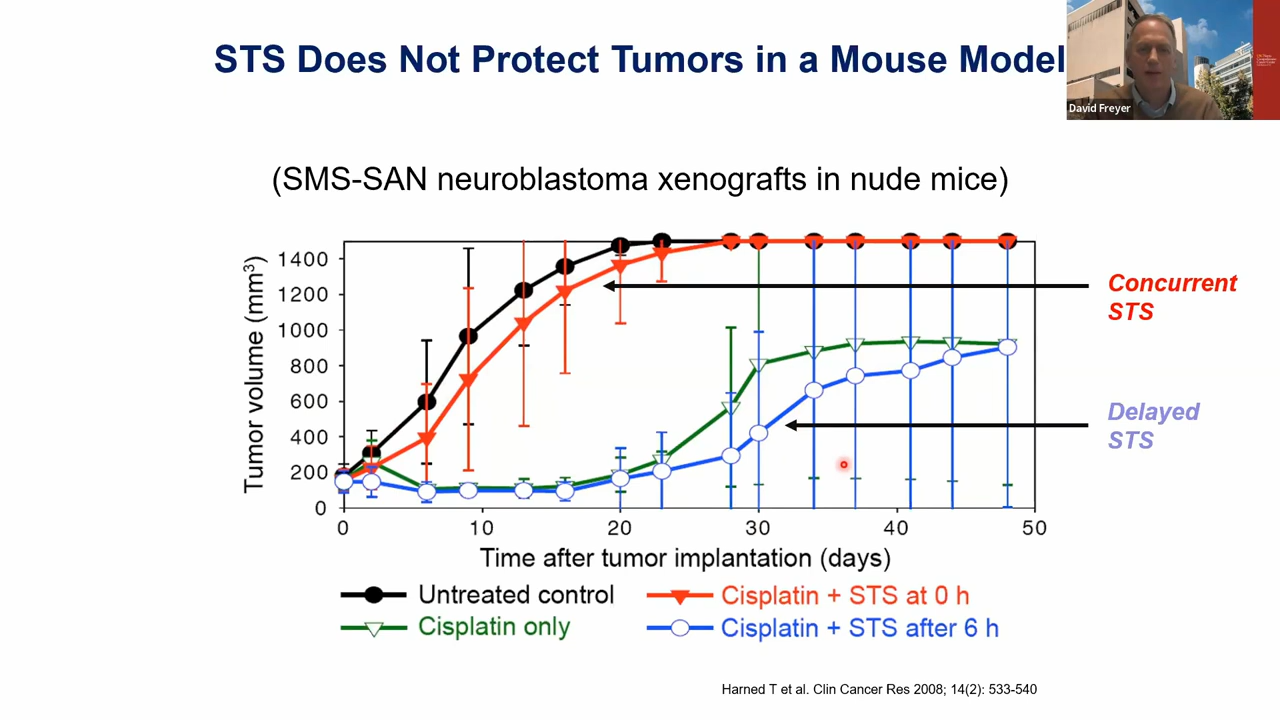 STS Does Not Protect Tumors in a Mouse Model
David Freyer
(SMS-SAN neuroblastoma xenografts in nude mice)
Tumor volume (mm³)
1400
1200
1000
800
600
400
200
0
0 10 20 30 40 50
Time after tumor implantation (days)
Concurrent
STS
Delayed
STS
Untreated control
Cisplatin + STS at 0 h
Cisplatin only
Cisplatin + STS after 6 h
Harned T et al. Clin Cancer Res 2008; 14(2): 533-540